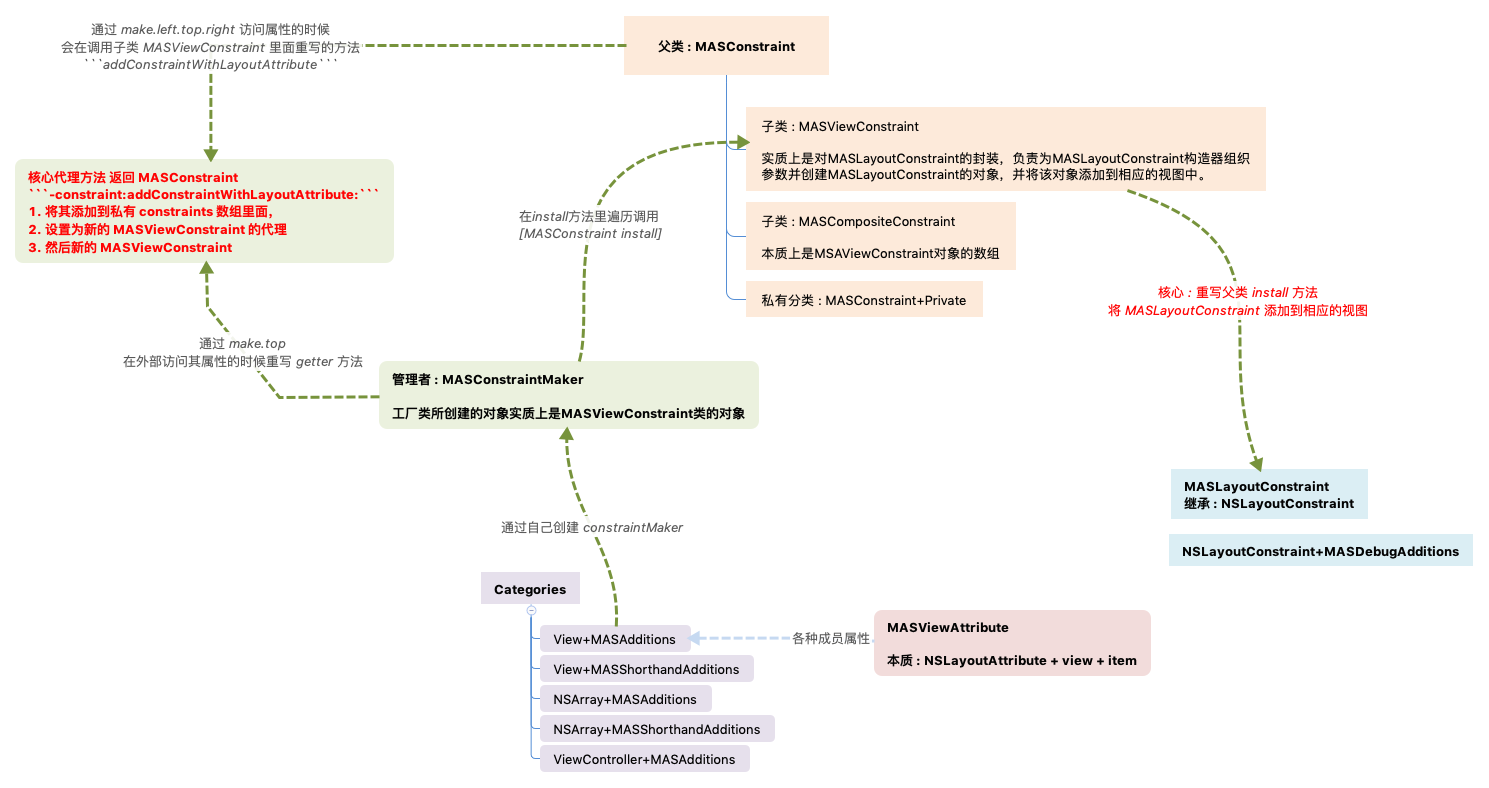 通过 make.left.top.right 访问属性的时候
会在调用子类 MASViewConstraint 里面重写的方法
```addConstraintWithLayoutAttribute```
父类 : MASConstraint
子类 : MASViewConstraint
实质上是对MASLayoutConstraint的封装，负责为MASLayoutConstraint构造器组织
参数并创建MASLayoutConstraint的对象，并将该对象添加到相应的视图中。
核心代理方法 返回 MASConstraint
```-constraint:addConstraintWithLayoutAttribute:```
1. 将其添加到私有 constraints 数组里面,
2. 设置为新的 MASViewConstraint 的代理
3. 然后新的 MASViewConstraint
在install方法里遍历调用
[MASConstraint install]
子类 : MASCompositeConstraint
本质上是MSAViewConstraint对象的数组
私有分类 : MASConstraint+Private
核心 : 重写父类 install 方法
将 MASLayoutConstraint 添加到相应的视图
通过 make.top
在外部访问其属性的时候重写 getter 方法
管理者 : MASConstraintMaker
工厂类所创建的对象实质上是MASViewConstraint类的对象
MASLayoutConstraint
继承 : NSLayoutConstraint
NSLayoutConstraint+MASDebugAdditions
通过自己创建 constraintMaker
Categories
View+MASAdditions
View+MASShorthandAdditions
NSArray+MASAdditions
NSArray+MASShorthandAdditions
ViewController+MASAdditions
各种成员属性
MASViewAttribute
本质 : NSLayoutAttribute + view + item